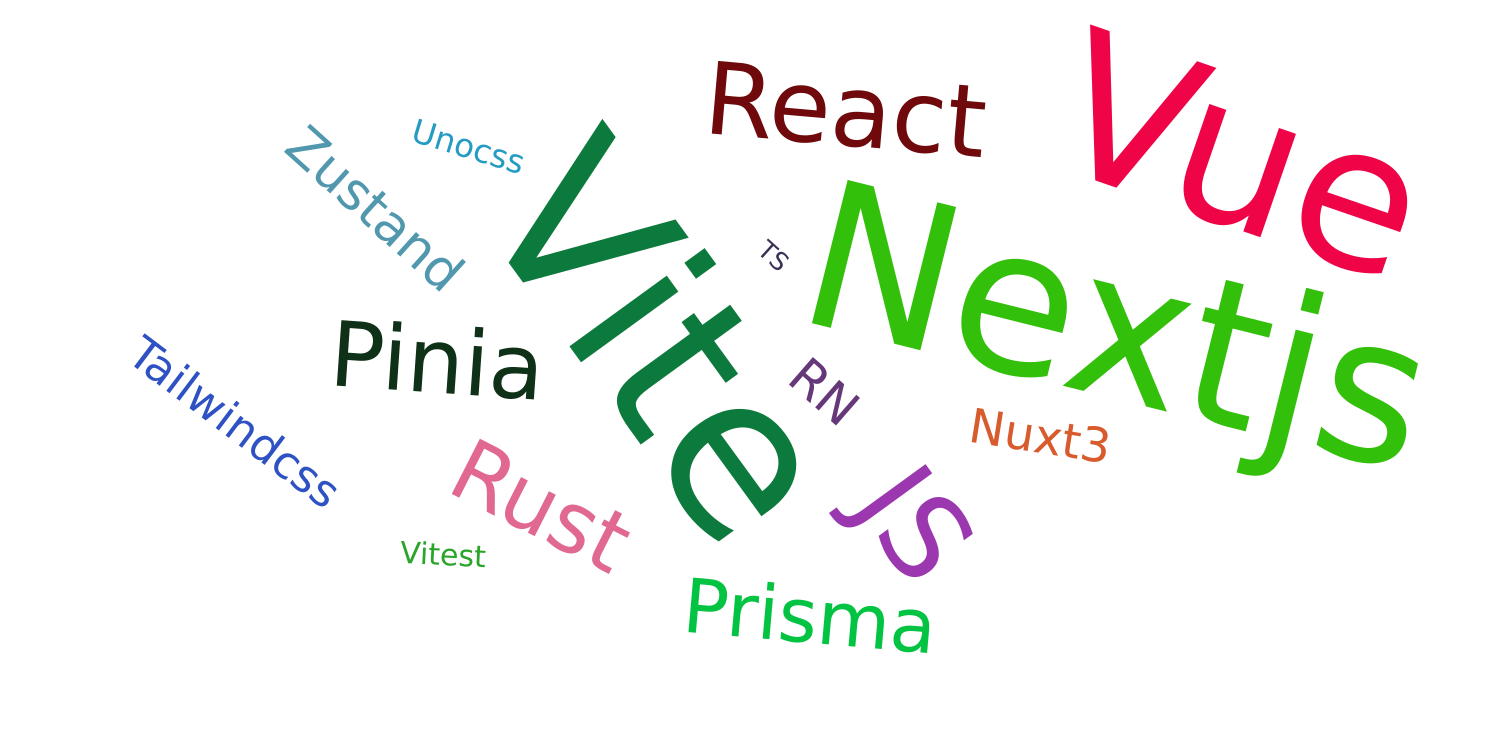 Vue
React
Unocss
Zustand
Vite
TS
Nextjs
Pinia
RN
Tailwindcss
Nuxt3
Rust
JS
Vitest
Prisma